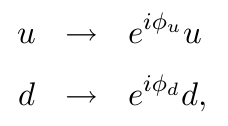 u → e^{iϕ_u} u
d → e^{iϕ_d} d,